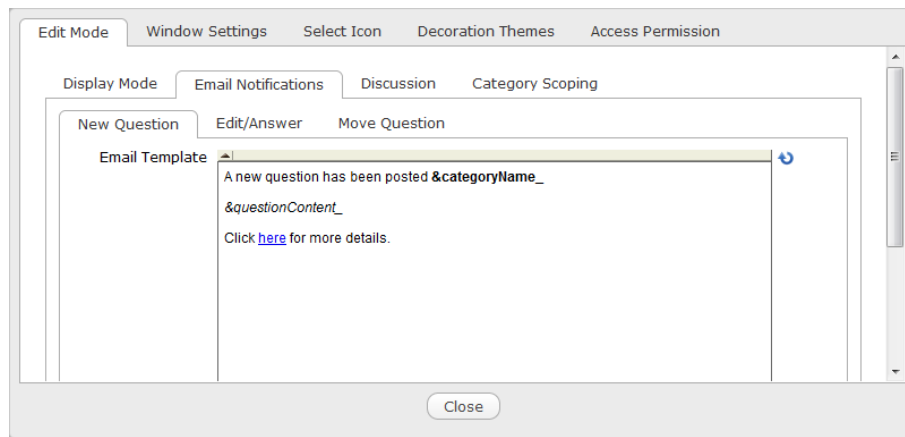 Edit Mode Window Settings Select Icon Decoration Themes Access Permission
Display Mode Email Notifications Discussion Category Scoping
New Question Edit/Answer Move Question
Email Template
A new question has been posted &categoryName_
&questionContent_
Click here for more details.
Close